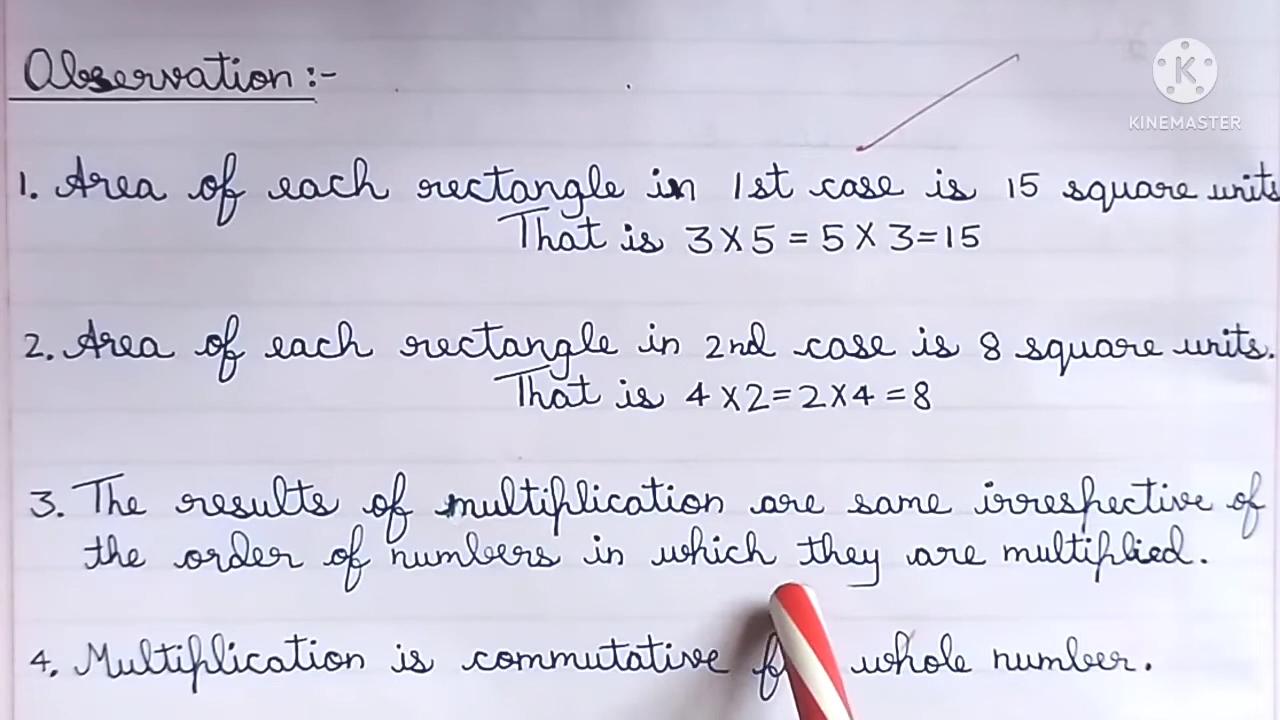 Observation :-
K
KINEMASTER
1. Area of each rectangle in 1st case is 15 square units
That is 3 X 5 = 5 X 3 = 15
2. Area of each rectangle in 2nd case is 8 square units.
That is 4 X 2 = 2 X 4 = 8
3. The results of multiplication are same irrespective of
the order of numbers in which they are multiplied.
4. Multiplication is commutative whole number.